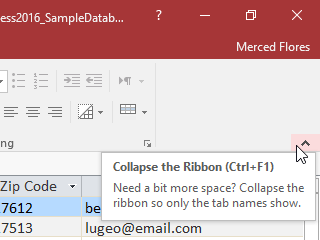 ess2016_SampleDatab...
Merced Flores
ng
Collapse the Ribbon (Ctrl+F1)
Need a bit more space? Collapse the
ribbon so only the tab names show.
Zip Code
7612 be
7513 lugeo@email.com